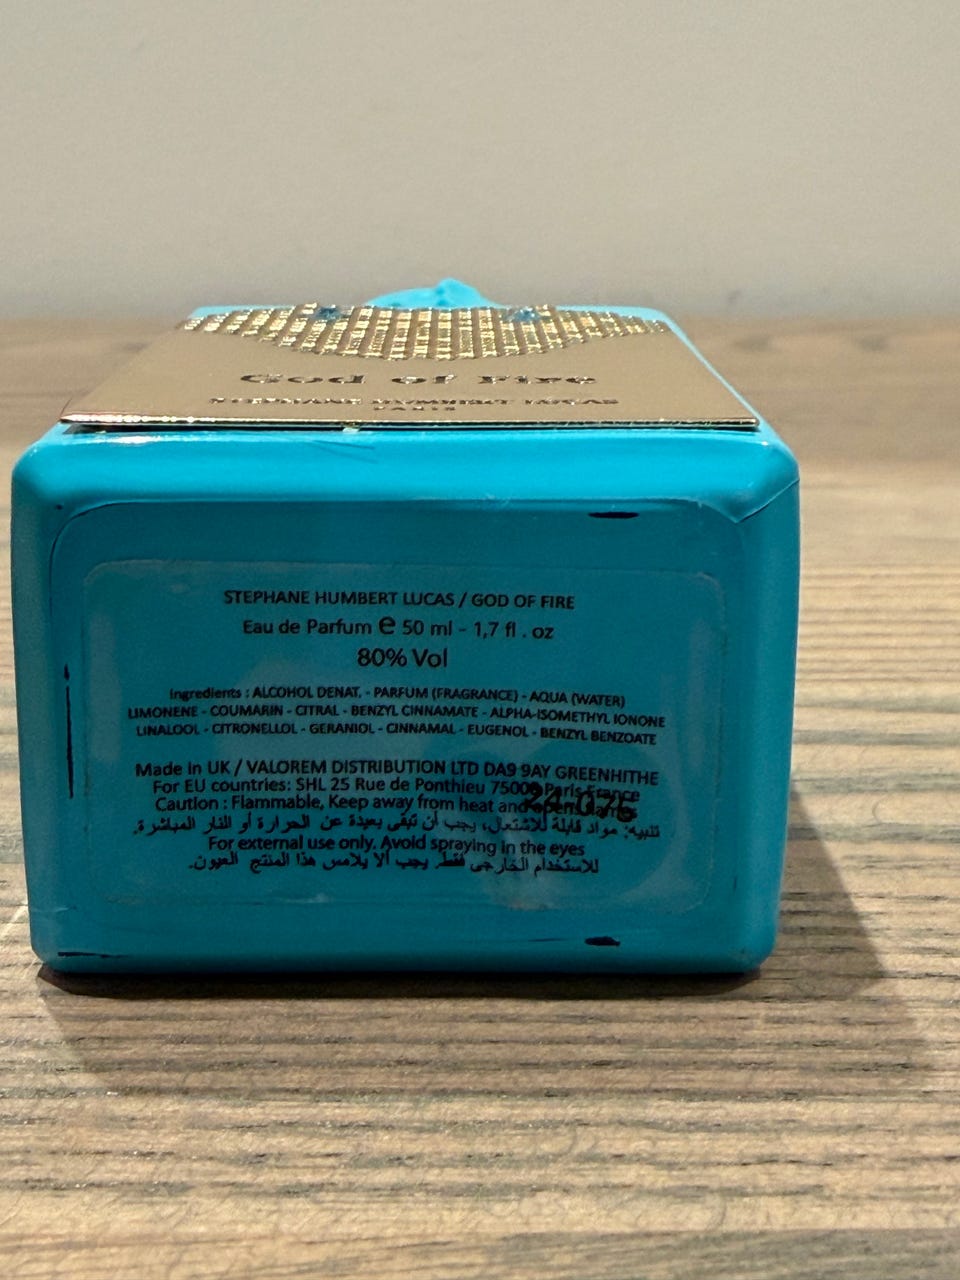 God of Fire
STEPHANE HUMBERT LUCAS
PARIS
STEPHANE HUMBERT LUCAS / GOD OF FIRE
Eau de Parfum e 50 ml - 1,7 fl . oz
80% Vol
Ingredients : ALCOHOL DENAT. - PARFUM (FRAGRANCE) - AQUA (WATER)
LIMONENE - COUMARIN - CITRAL - BENZYL CINNAMATE - ALPHA-ISOMETHYL IONONE
LINALOOL - CITRONELLOL - GERANIOL - CINNAMAL - EUGENOL - BENZYL BENZOATE
Made in UK / VALOREM DISTRIBUTION LTD DA9 9AY GREENHITHE
For EU countries: SHL 25 Rue de Ponthieu 75008 Paris France
Caution : Flammable, Keep away from heat and open flames
تنبيه: مواد قابلة للاشتعال، يجب أن تبقى بعيدة عن الحرارة أو النار المباشرة.
For external use only. Avoid spraying in the eyes
للاستخدام الخارجى فقط. يجب ألا يلامس هذا المنتج العيون.